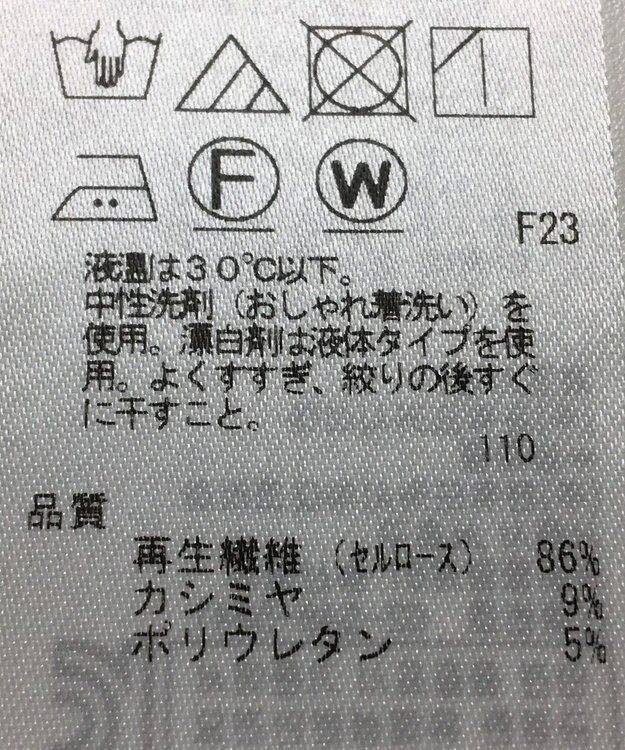 F W
F23
液温は30℃以下。
中性洗剤（おしゃれ着洗い）を
使用。漂白剤は液体タイプを使
用。よくすすぎ、絞りの後すぐ
に干すこと。
110
品質
再生繊維（セルロース） 86%
カシミヤ 9%
ポリウレタン 5%